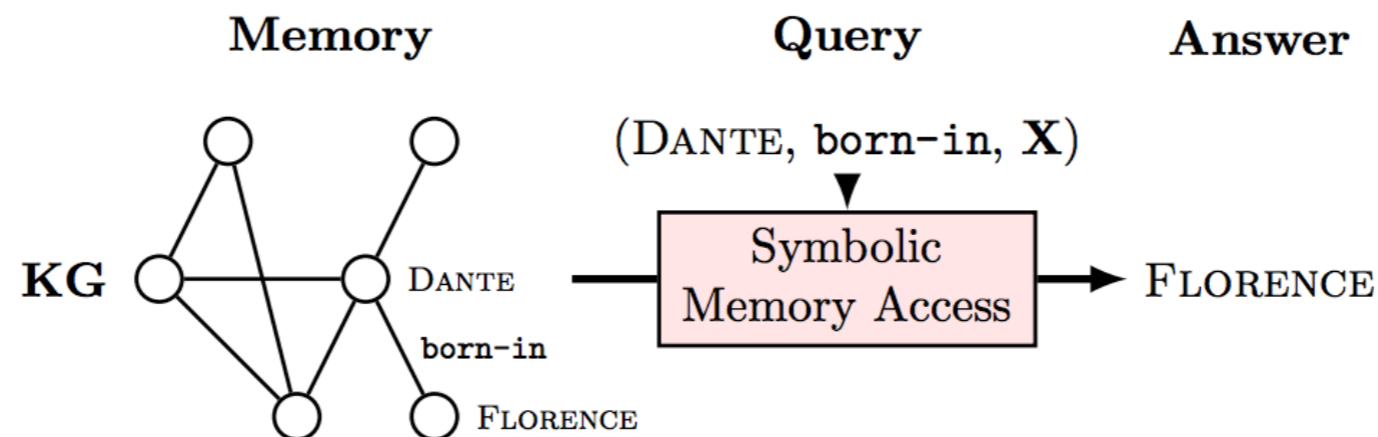 Memory
Query
Answer
(DANTE, born-in, X)
KG
DANTE
Symbolic
Memory Access
FLORENCE
born-in
FLORENCE